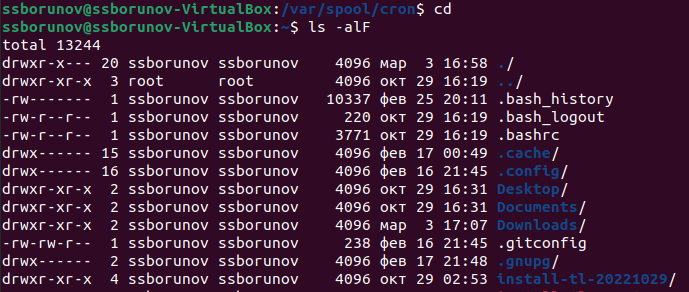 ssborunov@ssborunov-VirtualBox:/var/spool/cron$ cd
ssborunov@ssborunov-VirtualBox:~$ ls -alF
total 13244
drwxr-x--- 20 ssborunov ssborunov    4096 мар  3 16:58 ./
drwxr-xr-x  3 root      root         4096 окт 29 16:19 ../
-rw-------  1 ssborunov ssborunov   10337 фев 25 20:11 .bash_history
-rw-r--r--  1 ssborunov ssborunov     220 окт 29 16:19 .bash_logout
-rw-r--r--  1 ssborunov ssborunov    3771 окт 29 16:19 .bashrc
drwx------ 15 ssborunov ssborunov    4096 фев 17 00:49 .cache/
drwx------ 16 ssborunov ssborunov    4096 фев 16 21:45 .config/
drwxr-xr-x  2 ssborunov ssborunov    4096 окт 29 16:31 Desktop/
drwxr-xr-x  2 ssborunov ssborunov    4096 окт 29 16:31 Documents/
drwxr-xr-x  2 ssborunov ssborunov    4096 мар  3 17:07 Downloads/
-rw-rw-r--  1 ssborunov ssborunov     238 фев 16 21:45 .gitconfig
drwx------  2 ssborunov ssborunov    4096 фев 17 21:48 .gnupg/
drwxr-xr-x  4 ssborunov ssborunov    4096 окт 29 02:53 install-tl-20221029/